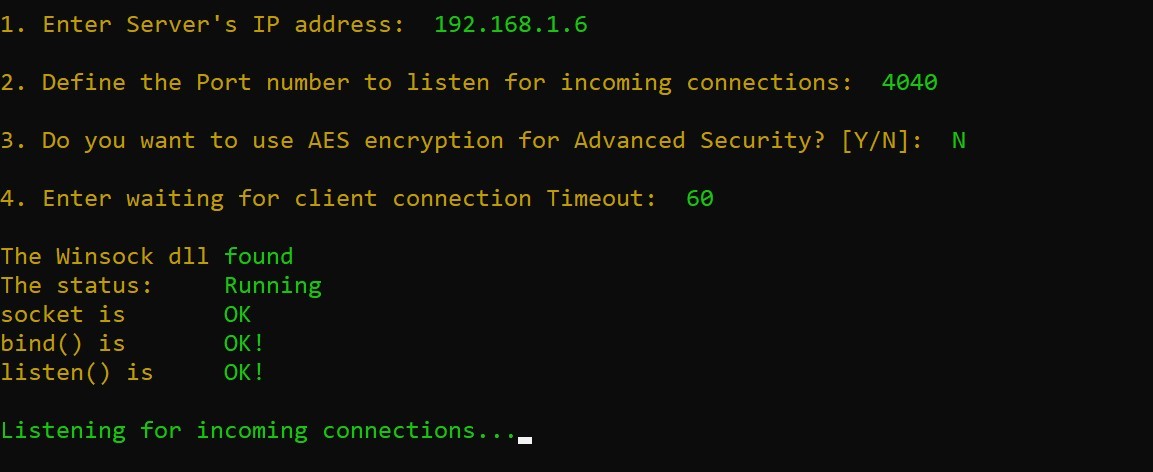 1. Enter Server's IP address:  192.168.1.6
2. Define the Port number to listen for incoming connections:  4040
3. Do you want to use AES encryption for Advanced Security? [Y/N]:  N
4. Enter waiting for client connection Timeout:  60
The Winsock dll found
The status:     Running
socket is       OK
bind() is       OK!
listen() is     OK!
Listening for incoming connections...